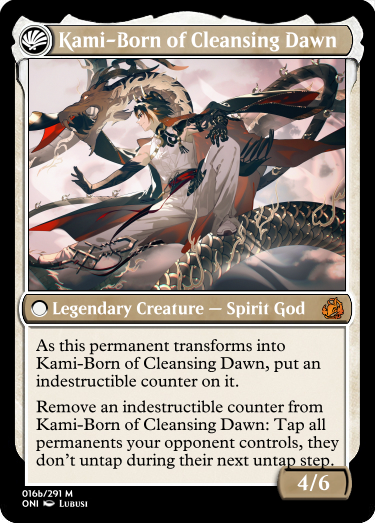 Kami-Born of Cleansing Dawn
Legendary Creature — Spirit God
As this permanent transforms into
Kami-Born of Cleansing Dawn, put an
indestructible counter on it.
Remove an indestructible counter from
Kami-Born of Cleansing Dawn: Tap all
permanents your opponent controls, they
don't untap during their next untap step.
4/6
016b/291 M
ONI Lubusi